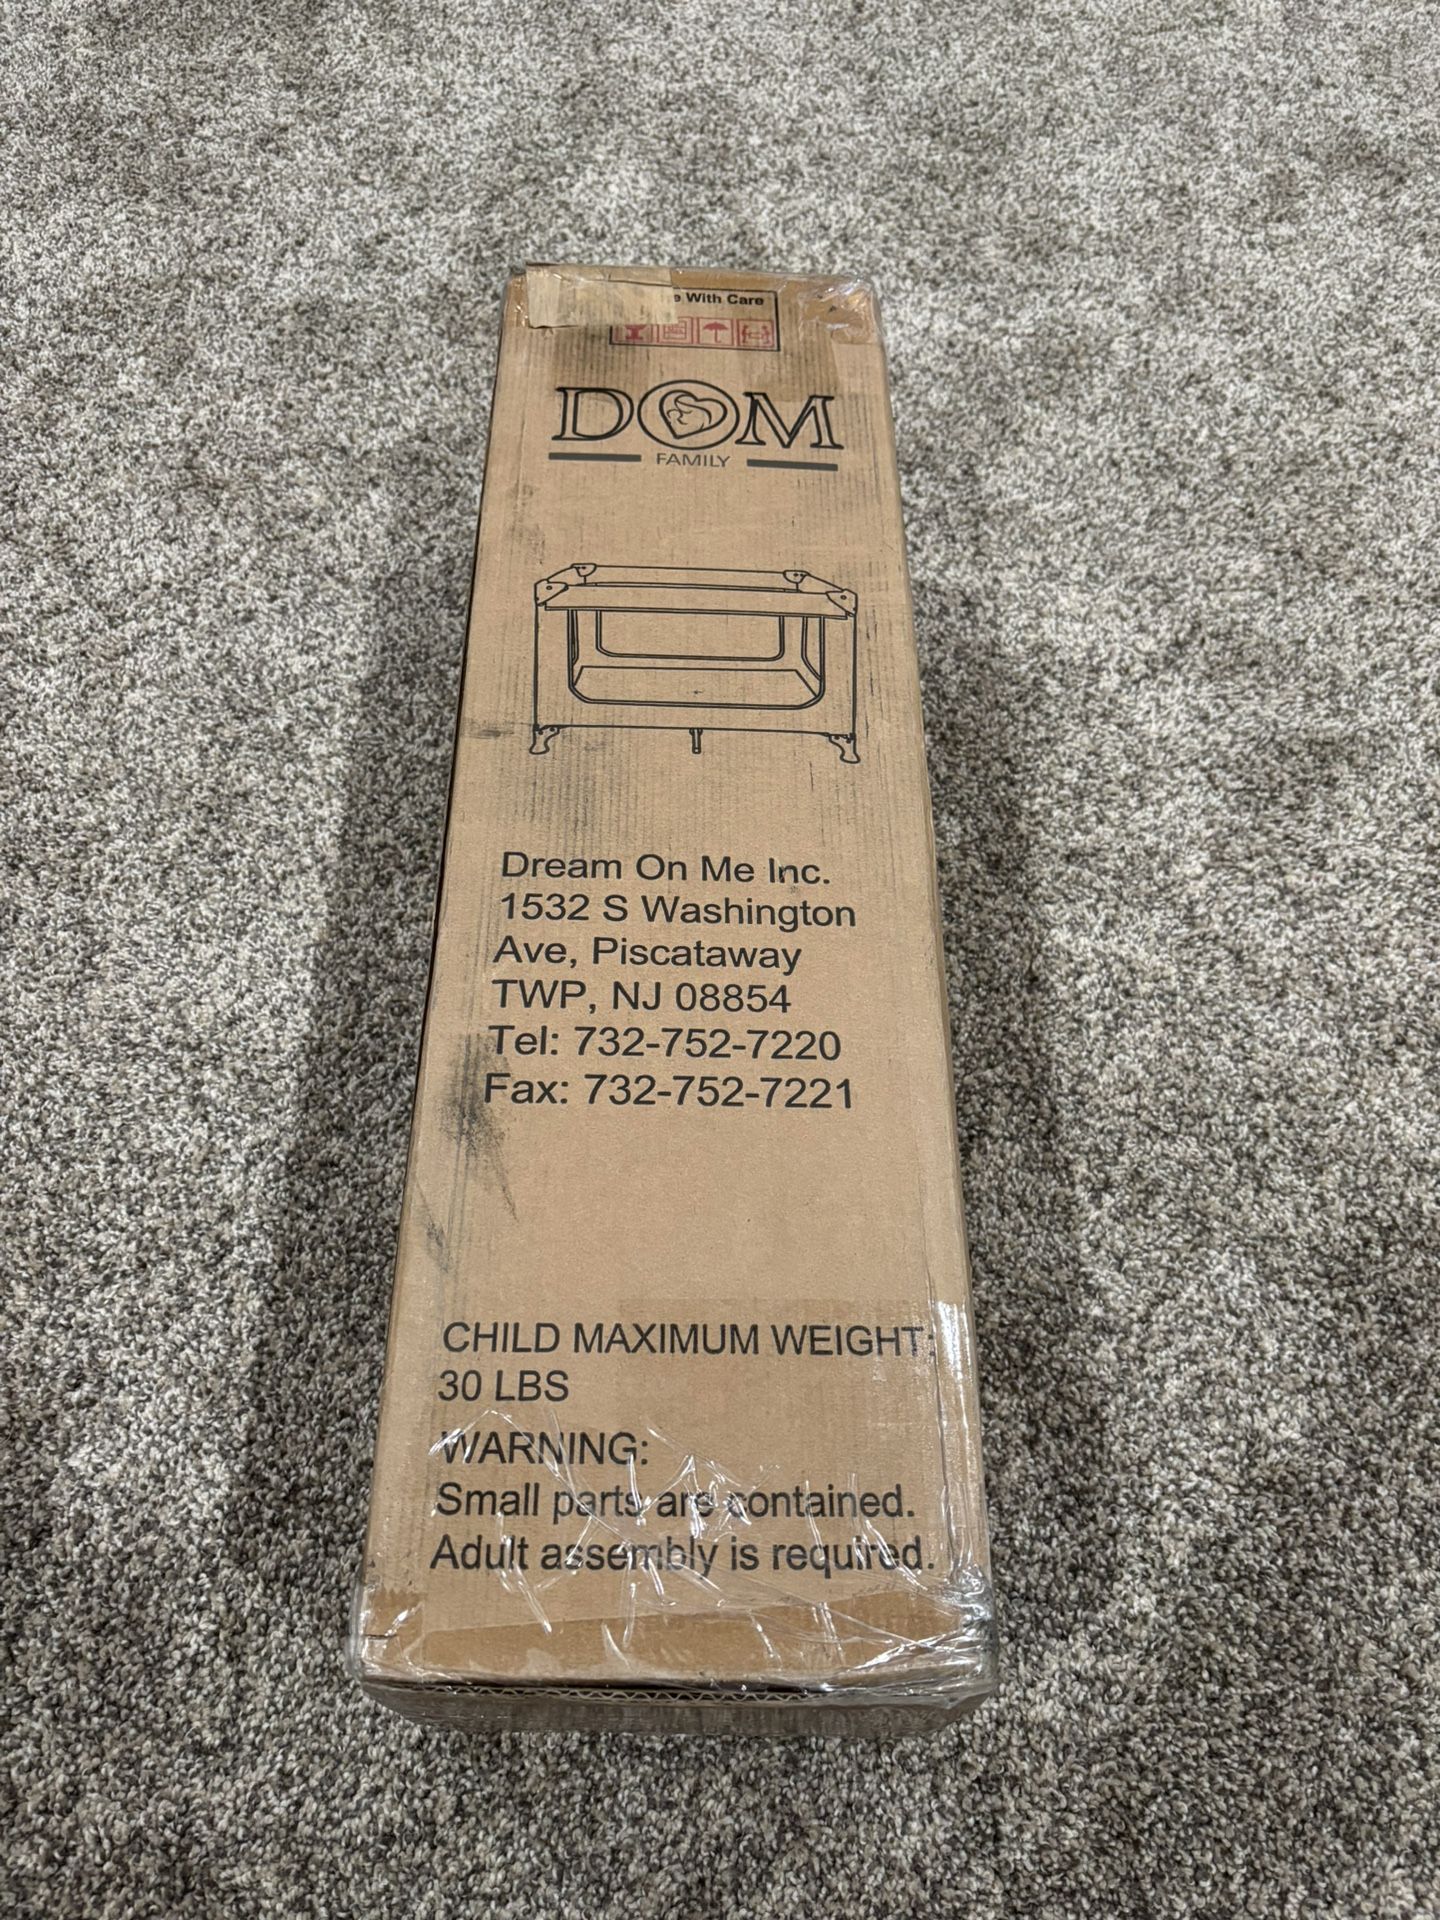 With Care
DOM
FAMILY
Dream On Me Inc.
1532 S Washington
Ave, Piscataway
TWP, NJ 08854
Tel: 732-752-7220
Fax: 732-752-7221
CHILD MAXIMUM WEIGHT:
30 LBS
WARNING:
Small parts are contained.
Adult assembly is required.